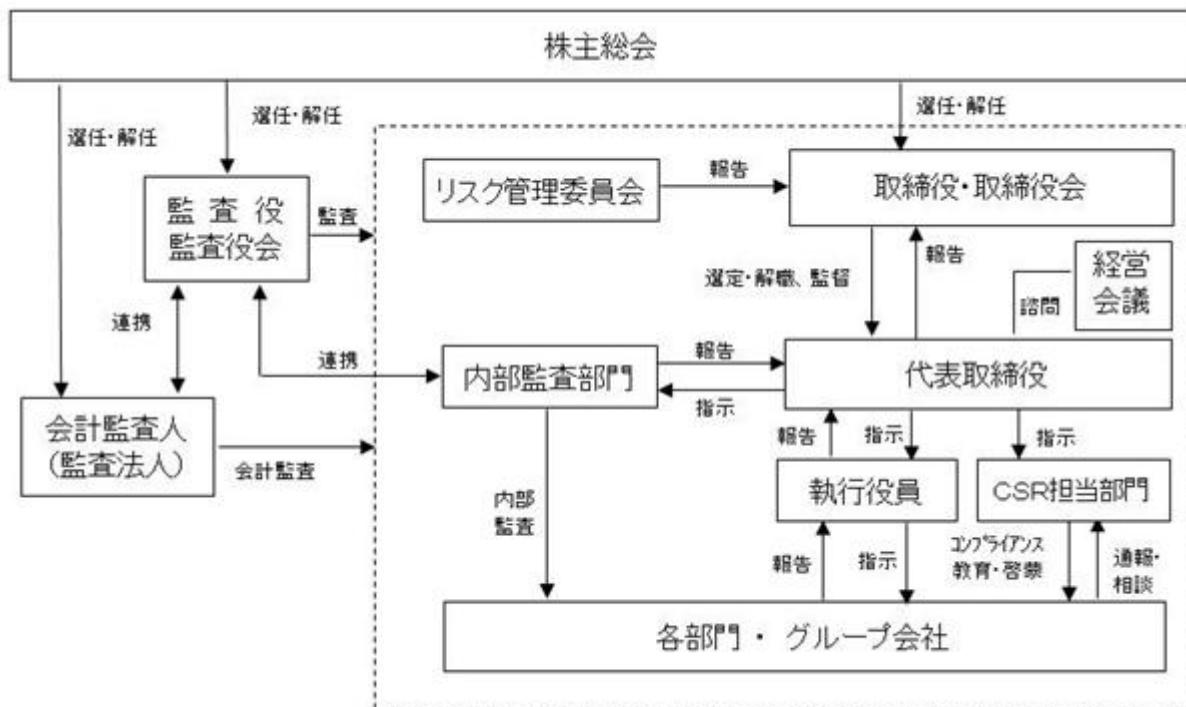 株主総会
選任・解任
選任・解任
選任・解任
リスク管理委員会
報告
取締役・取締役会
監査役
監査役会
監査
報告
経営
会議
選定・解職、監督
諮問
連携
連携
内部監査部門
報告
指示
代表取締役
会計監査人
(監査法人)
会計監査
報告
指示
指示
内部
監査
執行役員
CSR担当部門
報告
指示
コンプライアンス
教育・啓蒙
通報・
相談
各部門・グループ会社